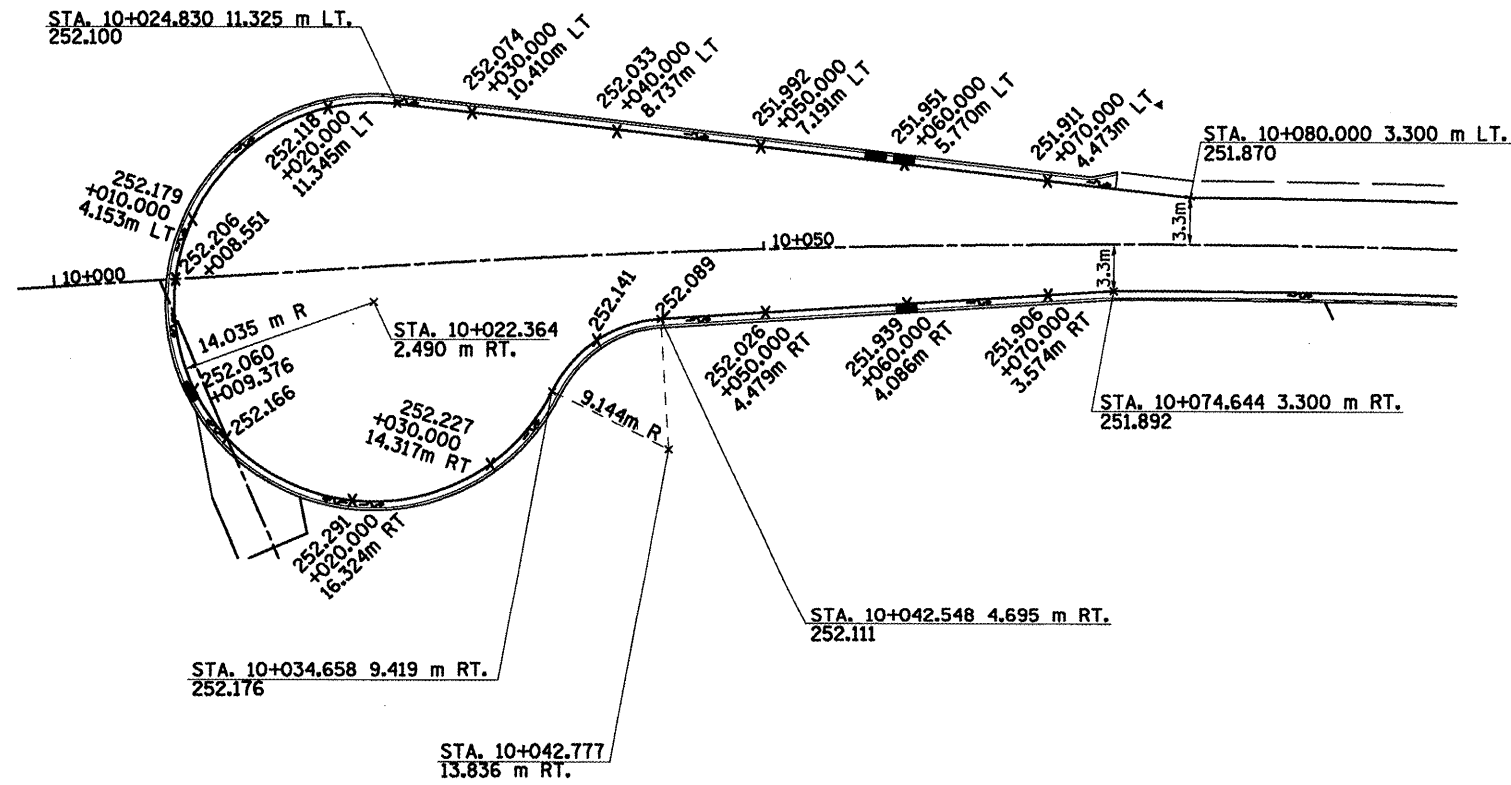 STA. 10+024.830 11.325 m LT.
252.100
252.074
+030.000
10.410m LT
252.033
+040.000
8.737m LT
251.992
+050.000
7.191m LT
251.951
+060.000
5.770m LT
251.911
+070.000
4.473m LT
STA. 10+080.000 3.300 m LT.
251.870
252.118
+020.000
11.345m LT
252.179
+010.000
4.153m LT
252.206
+008.551
10+000
10+050
3.3m
3.3m
14.035 m R
STA. 10+022.364
2.490 m RT.
252.141
252.089
252.060
+009.376
252.166
252.227
+030.000
14.317m RT
9.144m R
252.026
+050.000
4.479m RT
251.939
+060.000
4.086m RT
251.906
+070.000
3.574m RT
STA. 10+074.644 3.300 m RT.
251.892
252.291
+020.000
16.324m RT
STA. 10+042.548 4.695 m RT.
252.111
STA. 10+034.658 9.419 m RT.
252.176
STA. 10+042.777
13.836 m RT.